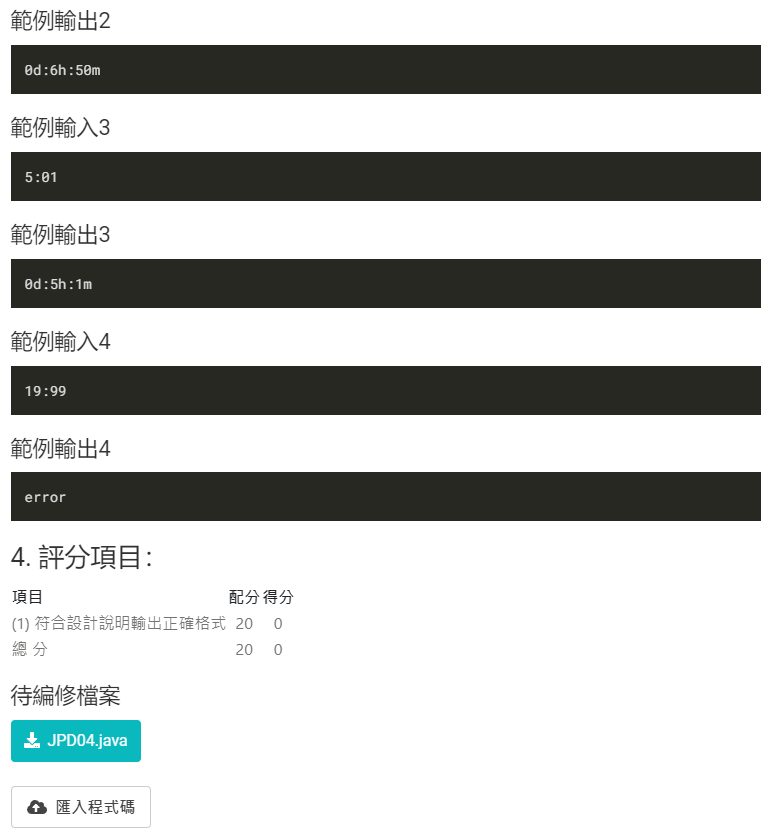 範例輸出2
0d:6h:50m
範例輸入3
5:01
範例輸出3
0d:5h:1m
範例輸入4
19:99
範例輸出4
error
4. 評分項目：
項目 配分 得分
(1) 符合設計說明輸出正確格式 20 0
總 分 20 0
待編修檔案
JPD04.java
匯入程式碼